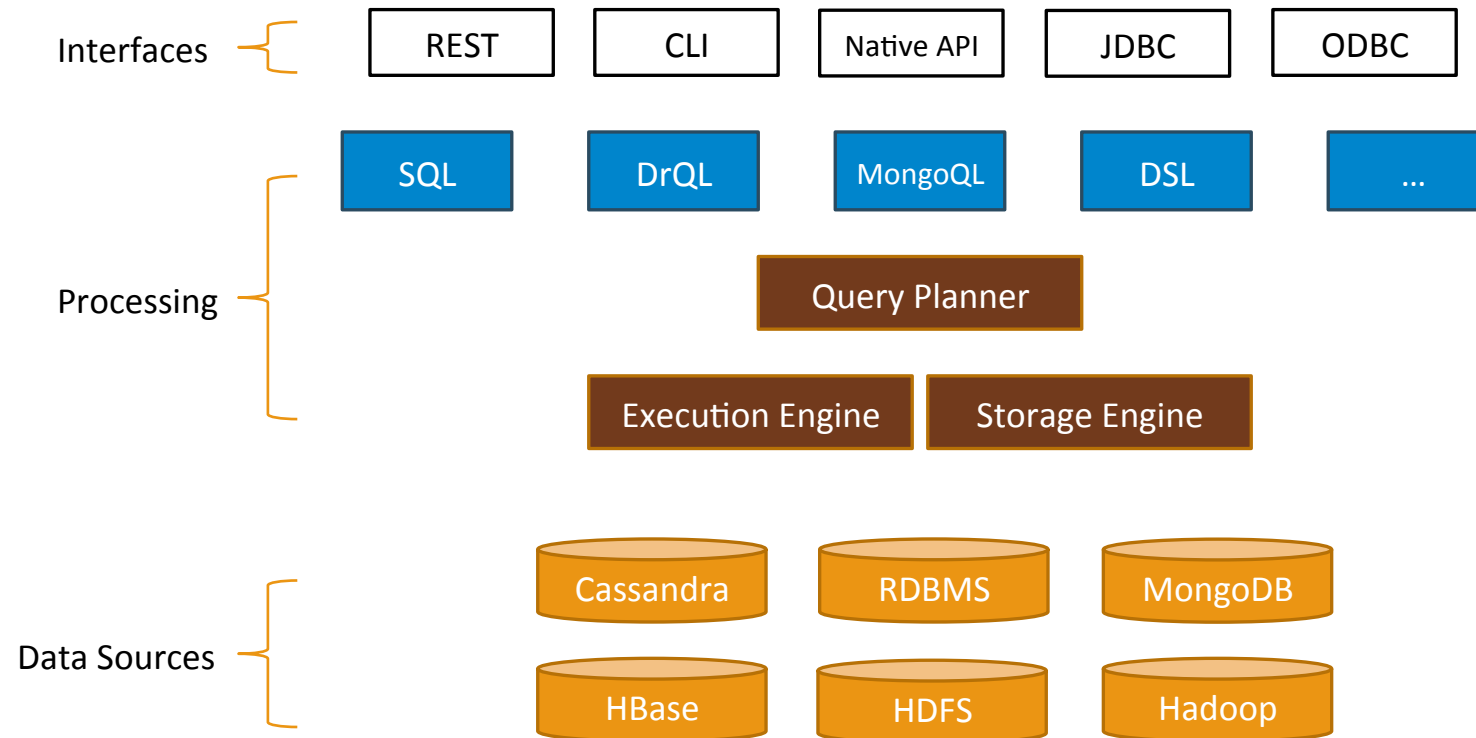 Interfaces
REST
CLI
Native API
JDBC
ODBC
SQL
DrQL
MongoQL
DSL
...
Processing
Query Planner
Execution Engine
Storage Engine
Cassandra
RDBMS
MongoDB
Data Sources
HBase
HDFS
Hadoop